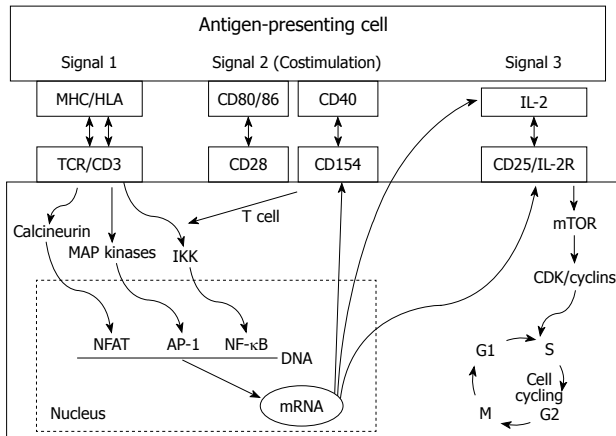 Antigen-presenting cell
Signal 1 Signal 2 (Costimulation) Signal 3
MHC/HLA CD80/86 CD40 IL-2
TCR/CD3 CD28 CD154 CD25/IL-2R
T cell
Calcineurin
MAP kinases
IKK
mTOR
CDK/cyclins
NFAT AP-1 NF-κB
DNA
mRNA
Nucleus
G1 S
Cell
cycling
M G2